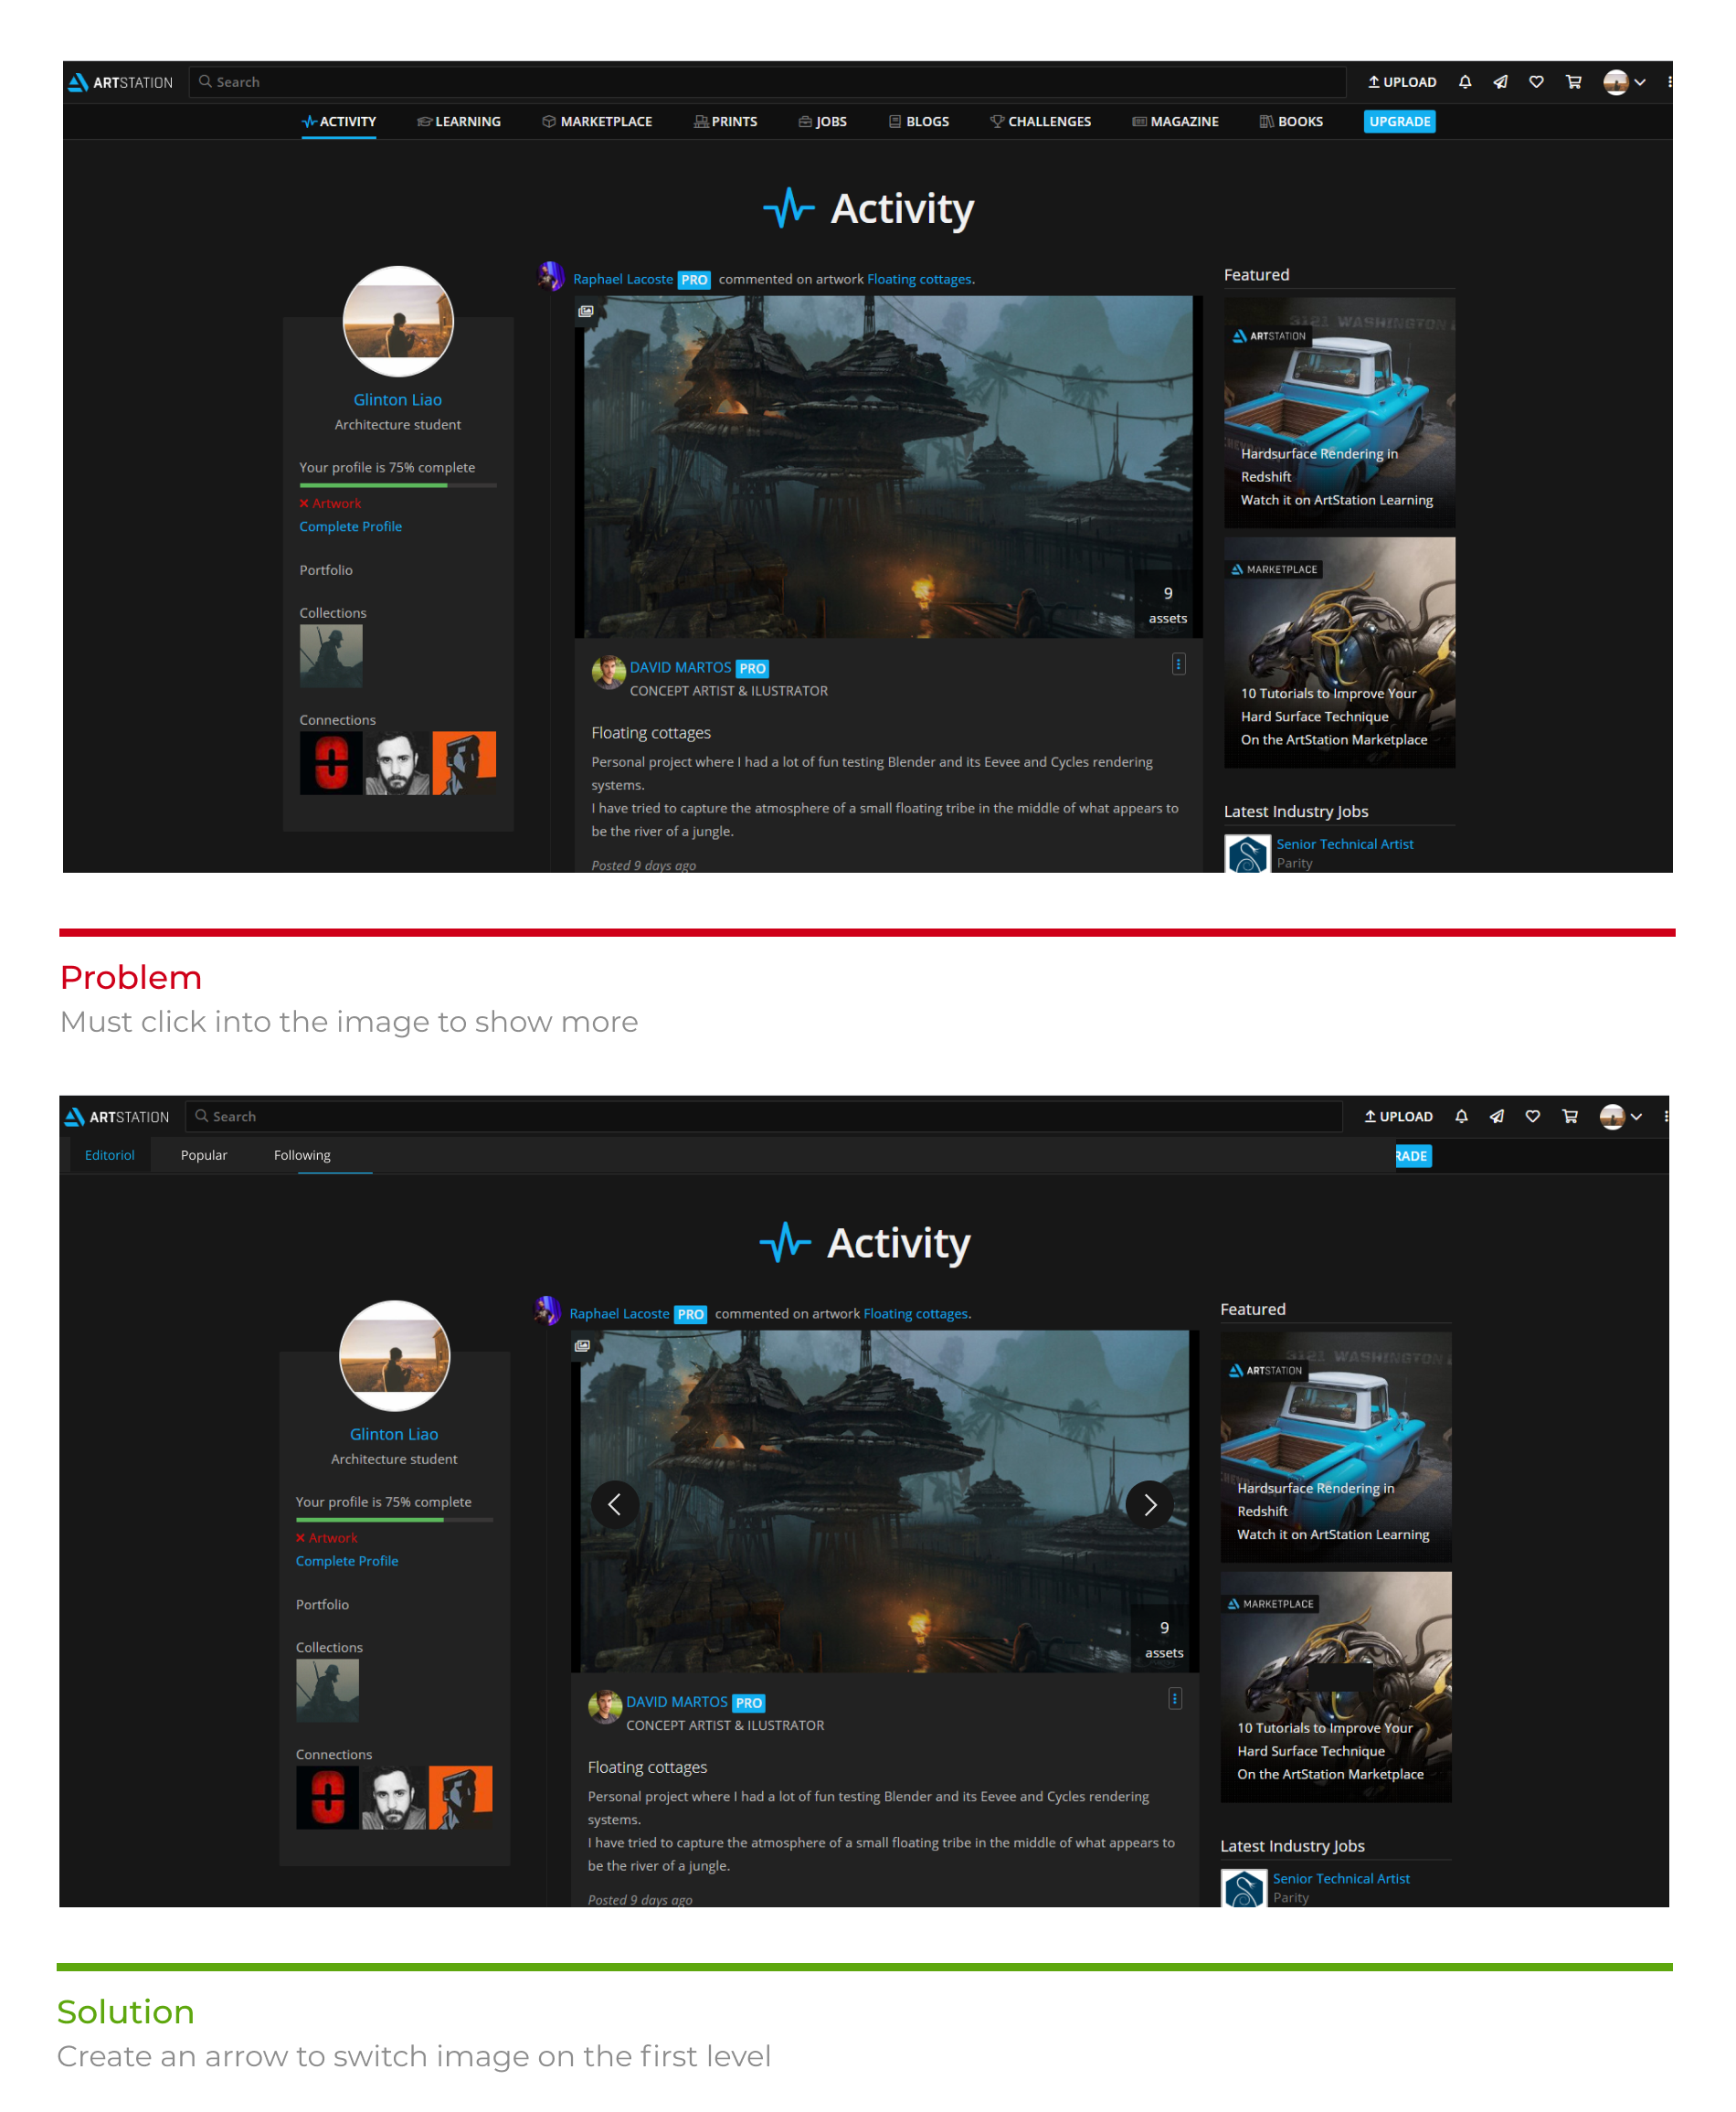 ARTSTATION Search UPLOAD
ACTIVITY LEARNING MARKETPLACE PRINTS JOBS BLOGS CHALLENGES MAGAZINE BOOKS UPGRADE
Activity
Glinton Liao
Architecture student
Your profile is 75% complete
× Artwork
Complete Profile
Portfolio
Collections
Connections
Raphael Lacoste PRO commented on artwork Floating cottages.
9
assets
DAVID MARTOS PRO
CONCEPT ARTIST & ILUSTRATOR
Floating cottages
Personal project where I had a lot of fun testing Blender and its Eevee and Cycles rendering
systems.
I have tried to capture the atmosphere of a small floating tribe in the middle of what appears to
be the river of a jungle.
Posted 9 days ago
Featured
3121 WASHINGTON
ARTSTATION
Hardsurface Rendering in
Redshift
Watch it on ArtStation Learning
MARKETPLACE
10 Tutorials to Improve Your
Hard Surface Technique
On the ArtStation Marketplace
Latest Industry Jobs
Senior Technical Artist
Parity
Problem
Must click into the image to show more
ARTSTATION Search UPLOAD
Editoriol Popular Following RADE
Activity
Glinton Liao
Architecture student
Your profile is 75% complete
× Artwork
Complete Profile
Portfolio
Collections
Connections
Raphael Lacoste PRO commented on artwork Floating cottages.
9
assets
DAVID MARTOS PRO
CONCEPT ARTIST & ILUSTRATOR
Floating cottages
Personal project where I had a lot of fun testing Blender and its Eevee and Cycles rendering
systems.
I have tried to capture the atmosphere of a small floating tribe in the middle of what appears to
be the river of a jungle.
Posted 9 days ago
Featured
3121 WASHINGTON
ARTSTATION
Hardsurface Rendering in
Redshift
Watch it on ArtStation Learning
MARKETPLACE
10 Tutorials to Improve Your
Hard Surface Technique
On the ArtStation Marketplace
Latest Industry Jobs
Senior Technical Artist
Parity
Solution
Create an arrow to switch image on the first level